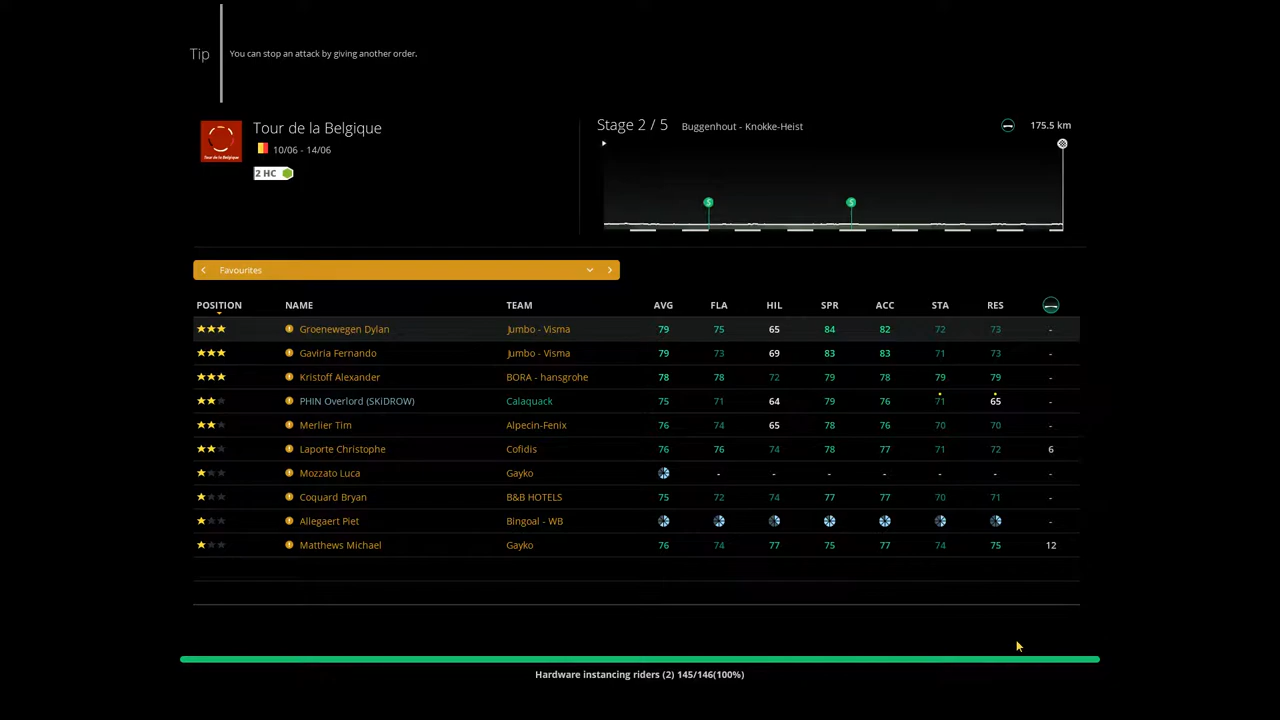 Tip
You can stop an attack by giving another order.
Tour de la Belgique
Tour de la Belgique
10/06 - 14/06
2 HC
Stage 2 / 5 Buggenhout - Knokke-Heist 175.5 km
S S
Favourites
POSITION NAME TEAM AVG FLA HIL SPR ACC STA RES
Groenewegen Dylan Jumbo - Visma 79 75 65 84 82 72 73 -
Gaviria Fernando Jumbo - Visma 79 73 69 83 83 71 73 -
Kristoff Alexander BORA - hansgrohe 78 78 72 79 78 79 79 -
PHIN Overlord (SKiDROW) Calaquack 75 71 64 79 76 71 65 -
Merlier Tim Alpecin-Fenix 76 74 65 78 76 70 70 -
Laporte Christophe Cofidis 76 76 74 78 77 71 72 6
Mozzato Luca Gayko - - - - - - -
Coquard Bryan B&B HOTELS 75 72 74 77 77 70 71 -
Allegaert Piet Bingoal - WB -
Matthews Michael Gayko 76 74 77 75 77 74 75 12
Hardware instancing riders (2) 145/146(100%)